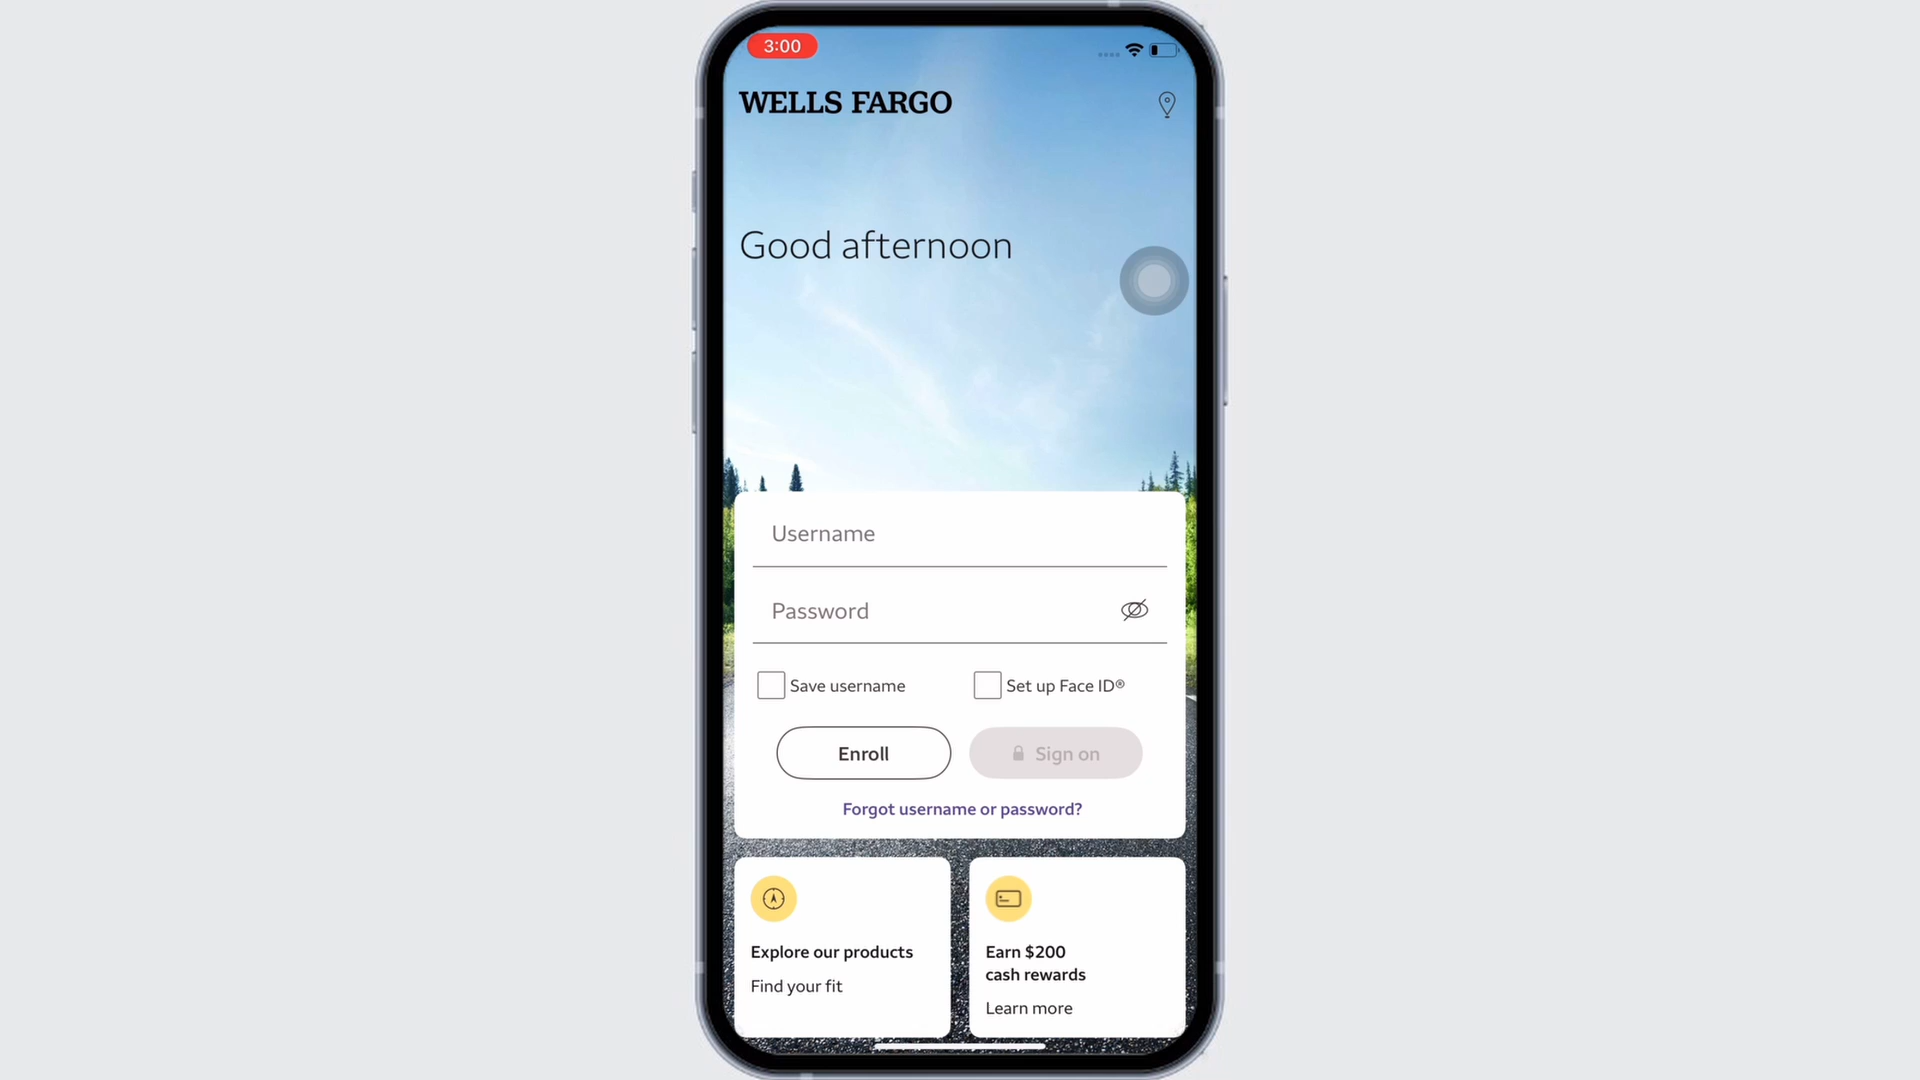 3:00
WELLS FARGO
Good afternoon
Username
Password
Save username
Set up Face ID®
Enroll
Sign on
Forgot username or password?
Explore our products
Find your fit
Earn $200
cash rewards
Learn more